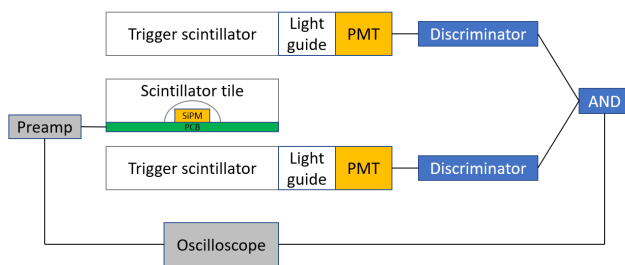 Trigger scintillator
Light
guide
PMT
Discriminator
Scintillator tile
SiPM
PCB
Preamp
AND
Trigger scintillator
Light
guide
PMT
Discriminator
Oscilloscope